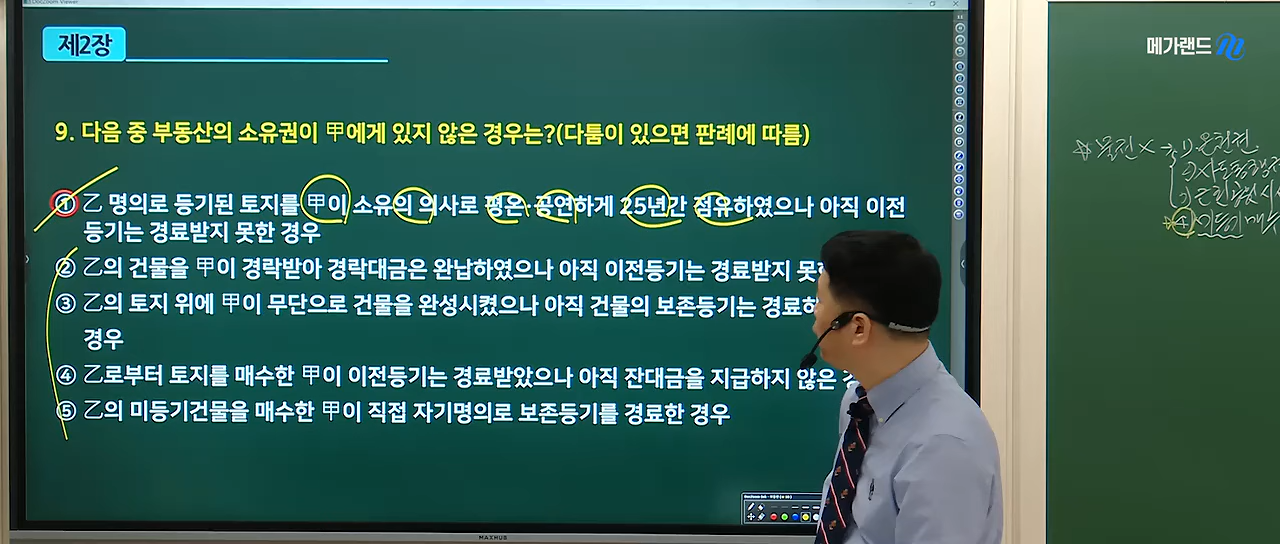 DocZoom Viewer
제2장
메가랜드
9. 다음 중 부동산의 소유권이 甲에게 있지 않은 경우는?(다툼이 있으면 판례에 따름)
① 乙 명의로 등기된 토지를 甲이 소유의 의사로 평온·공연하게 25년간 점유하였으나 아직 이전
등기는 경료받지 못한 경우
② 乙의 건물을 甲이 경락받아 경락대금은 완납하였으나 아직 이전등기는 경료받지
③ 乙의 토지 위에 甲이 무단으로 건물을 완성시켰으나 아직 건물의 보존등기는
경우
④ 乙로부터 토지를 매수한 甲이 이전등기는 경료받았으나 아직 잔대금을 지급하지 않은
⑤ 乙의 미등기건물을 매수한 甲이 직접 자기명의로 보존등기를 경료한 경우
MAXHUB